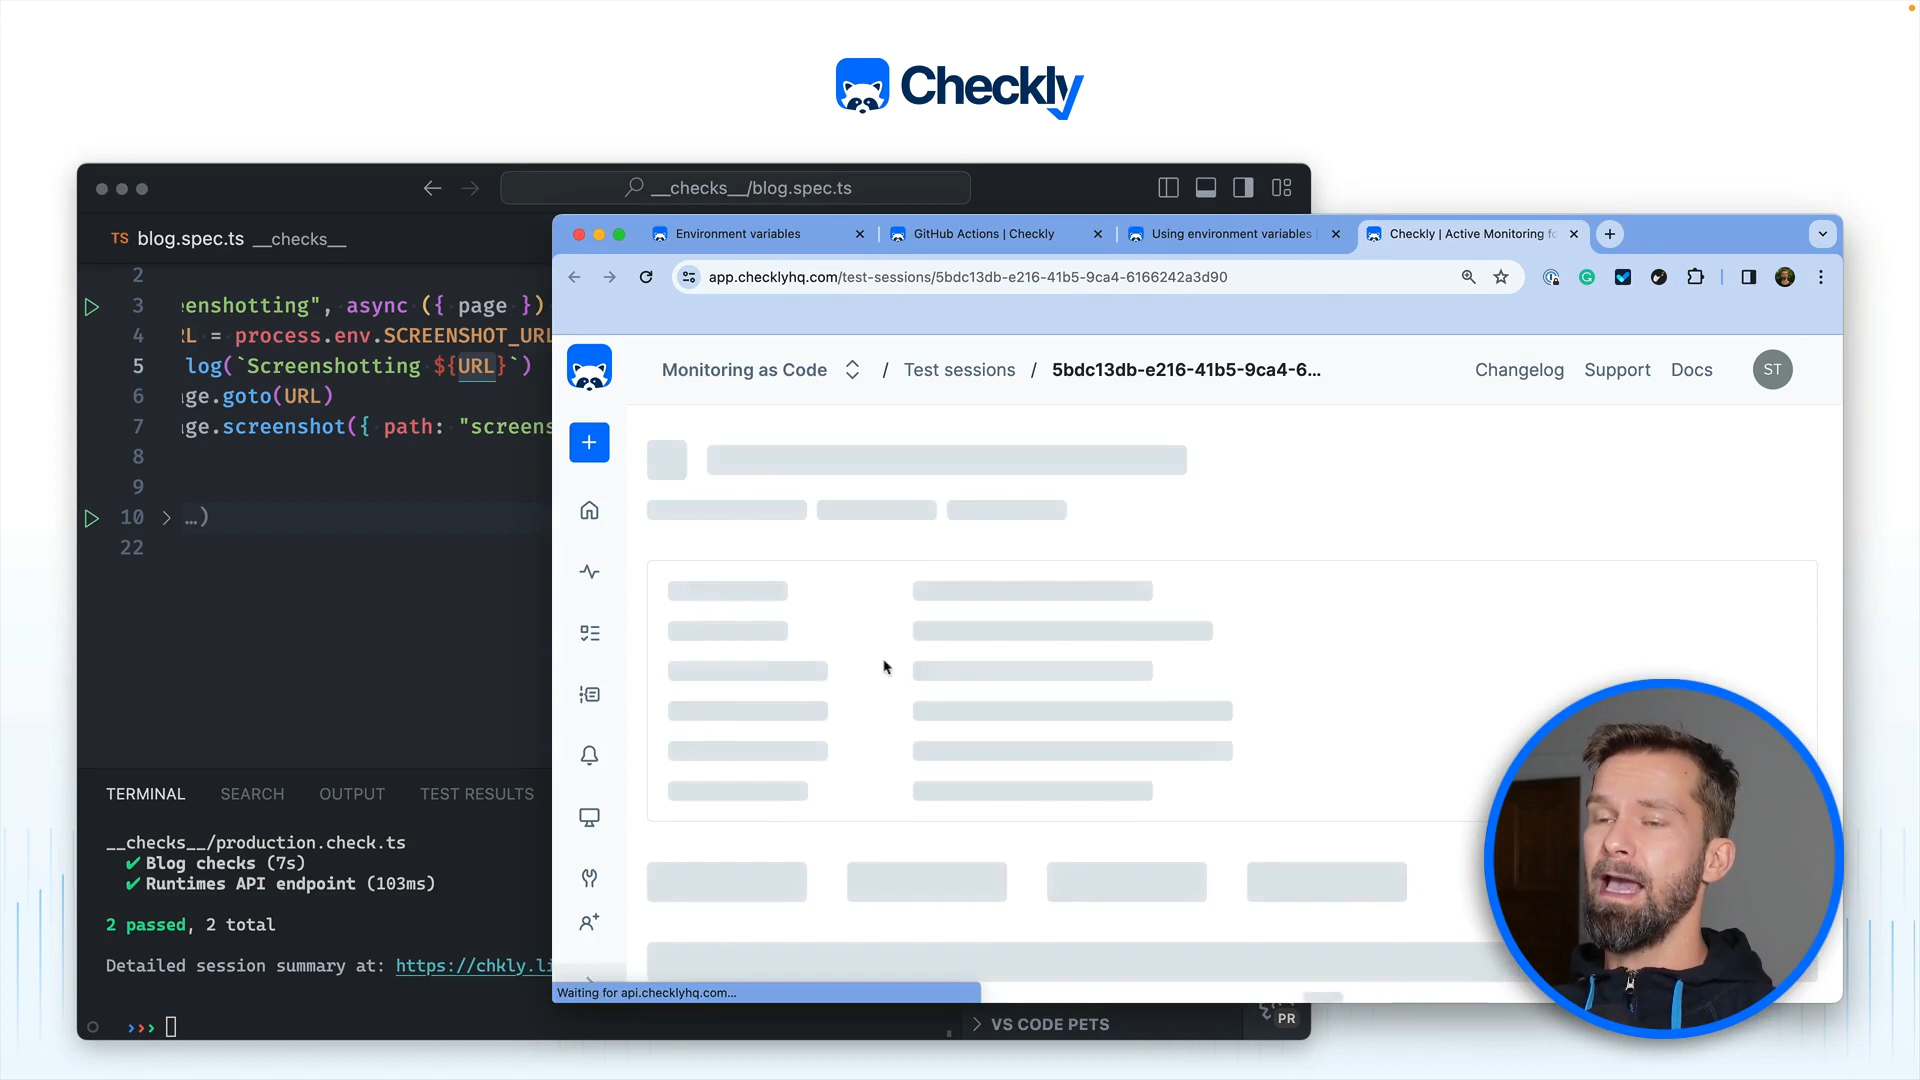 Checkly
__checks__/blog.spec.ts
TS blog.spec.ts __checks__
2
3 enshotting", async ({ page })
4 = process.env.SCREENSHOT_URL
5 log(`Screenshotting ${URL}`)
6 ge.goto(URL)
7 ge.screenshot({ path: "screens
8
9
10 …)
22
TERMINAL SEARCH OUTPUT TEST RESULTS
__checks__/production.check.ts
✔ Blog checks (7s)
✔ Runtimes API endpoint (103ms)
2 passed, 2 total
Detailed session summary at: https://chkly.li
›››
VS CODE PETS
PR
Environment variables
GitHub Actions | Checkly
Using environment variables
Checkly | Active Monitoring fo
app.checklyhq.com/test-sessions/5bdc13db-e216-41b5-9ca4-6166242a3d90
Monitoring as Code / Test sessions / 5bdc13db-e216-41b5-9ca4-6...
Changelog Support Docs ST
Waiting for api.checklyhq.com...